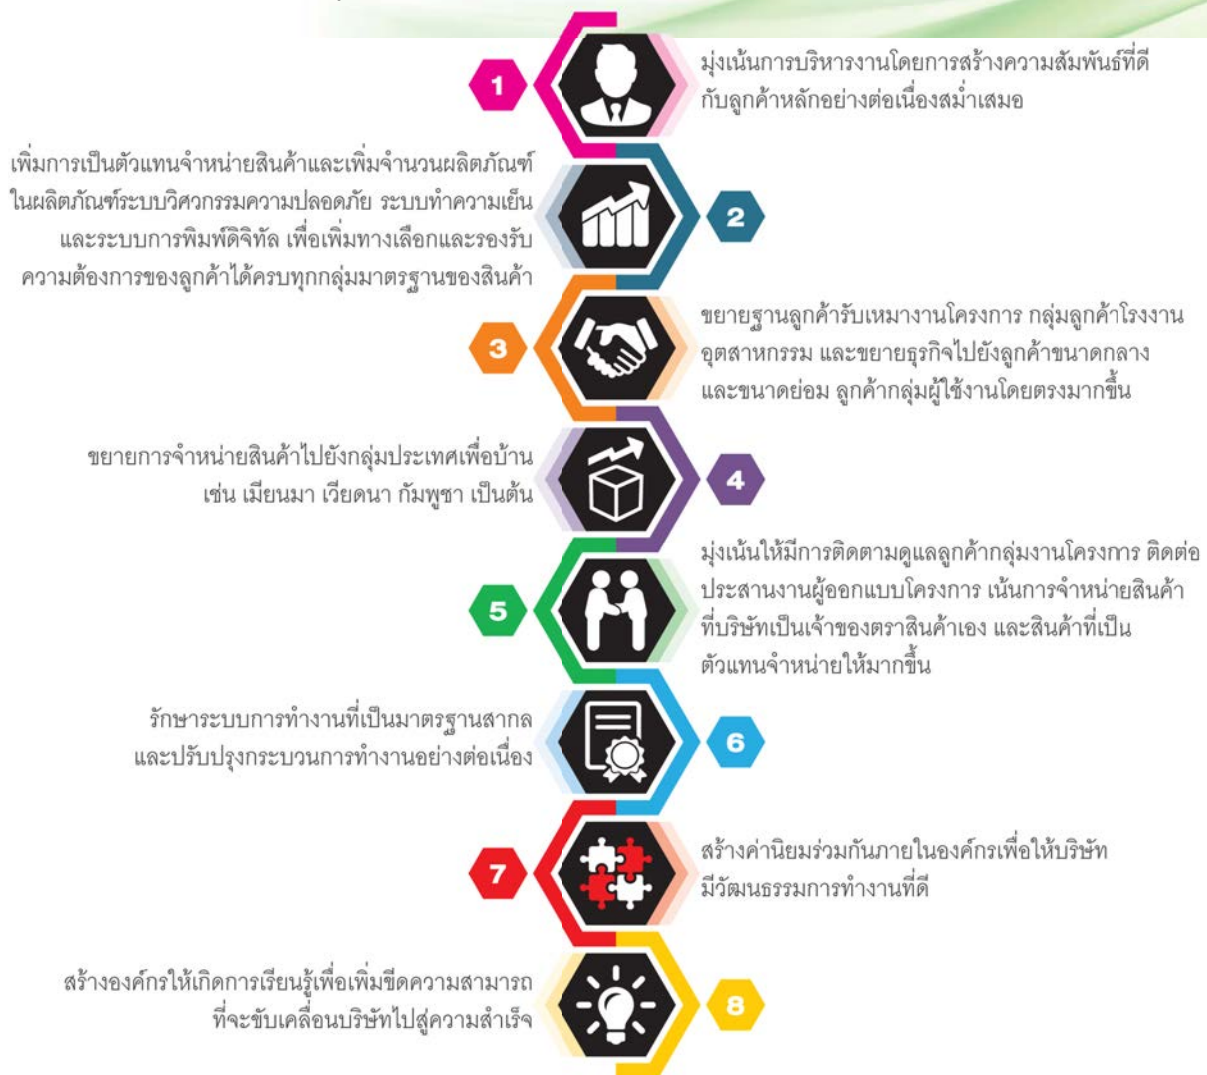 1
มุ่งเน้นการบริหารงานโดยการสร้างความสัมพันธ์ที่ดี
กับลูกค้าหลักอย่างต่อเนื่องสม่ำเสมอ
เพิ่มการเป็นตัวแทนจำหน่ายสินค้าและเพิ่มจำนวนผลิตภัณฑ์
ในผลิตภัณฑ์ระบบวิศวกรรมความปลอดภัย ระบบทำความเย็น
และระบบการพิมพ์ดิจิทัล เพื่อเพิ่มทางเลือกและรองรับ
ความต้องการของลูกค้าได้ครบทุกกลุ่มมาตรฐานของสินค้า
2
3
ขยายฐานลูกค้ารับเหมางานโครงการ กลุ่มลูกค้าโรงงาน
อุตสาหกรรม และขยายธุรกิจไปยังลูกค้าขนาดกลาง
และขนาดย่อม ลูกค้ากลุ่มผู้ใช้งานโดยตรงมากขึ้น
ขยายการจำหน่ายสินค้าไปยังกลุ่มประเทศเพื่อบ้าน
เช่น เมียนมา เวียดนา กัมพูชา เป็นต้น
4
5
มุ่งเน้นให้มีการติดตามดูแลลูกค้ากลุ่มงานโครงการ ติดต่อ
ประสานงานผู้ออกแบบโครงการ เน้นการจำหน่ายสินค้า
ที่บริษัทเป็นเจ้าของตราสินค้าเอง และสินค้าที่เป็น
ตัวแทนจำหน่ายให้มากขึ้น
รักษาระบบการทำงานที่เป็นมาตรฐานสากล
และปรับปรุงกระบวนการทำงานอย่างต่อเนื่อง
6
7
สร้างค่านิยมร่วมกันภายในองค์กรเพื่อให้บริษัท
มีวัฒนธรรมการทำงานที่ดี
สร้างองค์กรให้เกิดการเรียนรู้เพื่อเพิ่มขีดความสามารถ
ที่จะขับเคลื่อนบริษัทไปสู่ความสำเร็จ
8